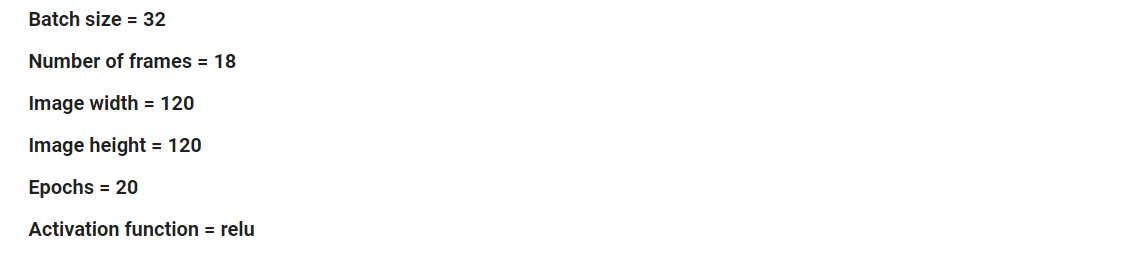 Batch size = 32
Number of frames = 18
Image width = 120
Image height = 120
Epochs = 20
Activation function = relu